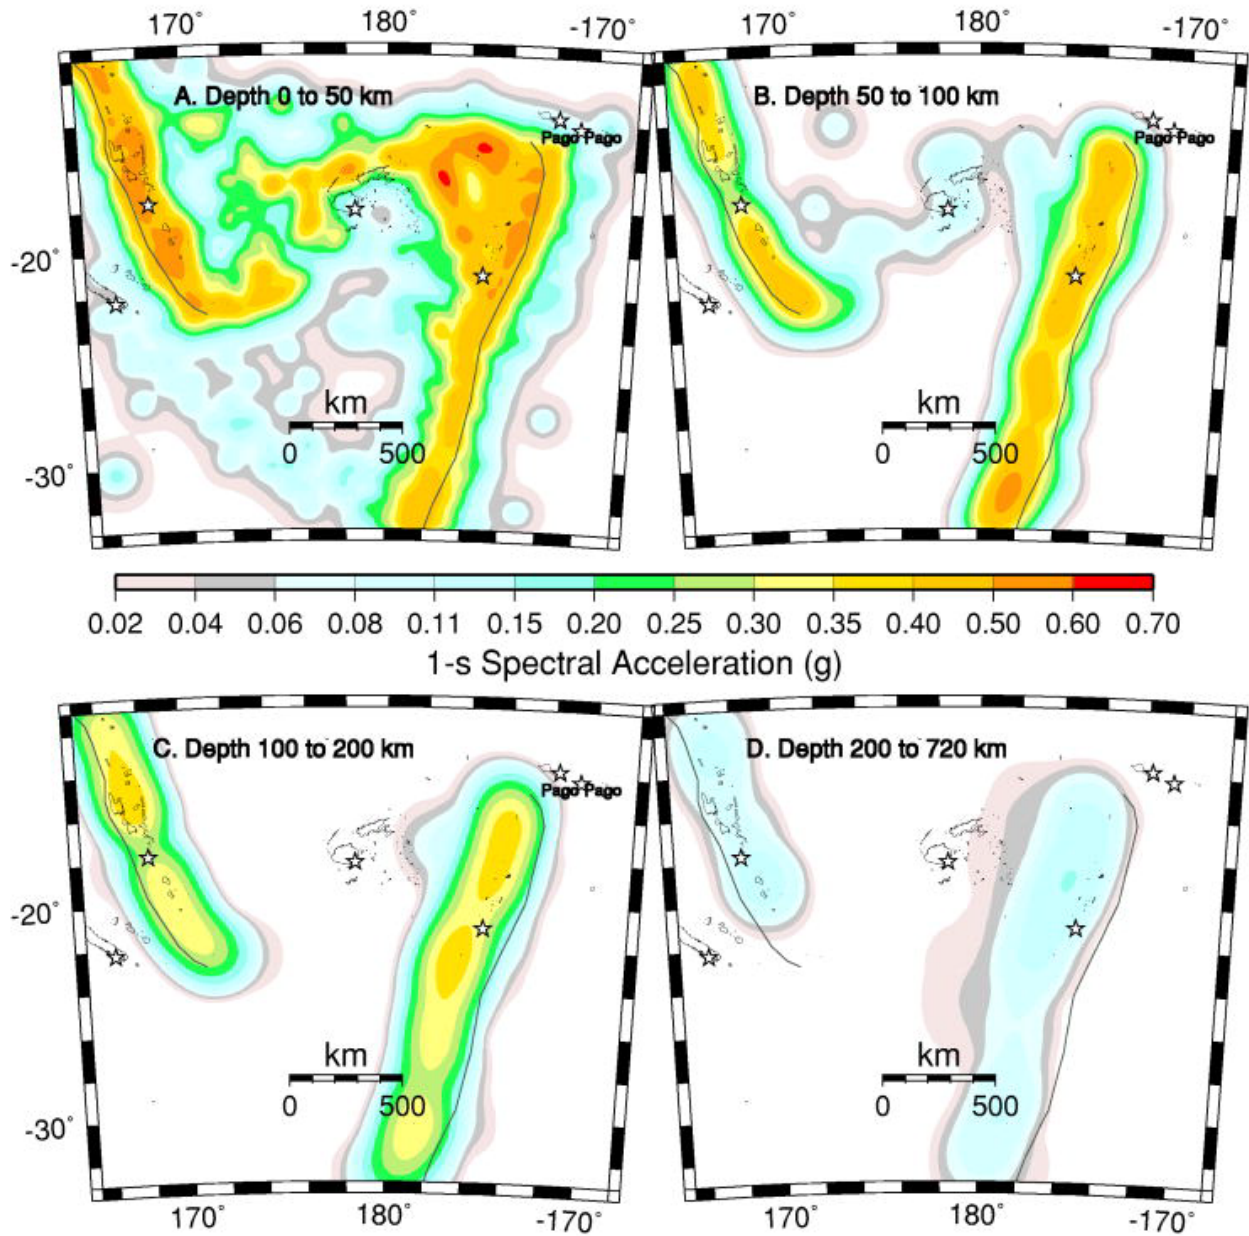 170° 180° -170° 170° 180° -170°
A. Depth 0 to 50 km
B. Depth 50 to 100 km
Pago Pago
Pago Pago
-20°
km
0 500
km
0 500
-30°
0.02 0.04 0.06 0.08 0.11 0.15 0.20 0.25 0.30 0.35 0.40 0.50 0.60 0.70
1-s Spectral Acceleration (g)
C. Depth 100 to 200 km
D. Depth 200 to 720 km
Pago Pago
-20°
km
0 500
km
0 500
-30°
170° 180° -170° 170° 180° -170°